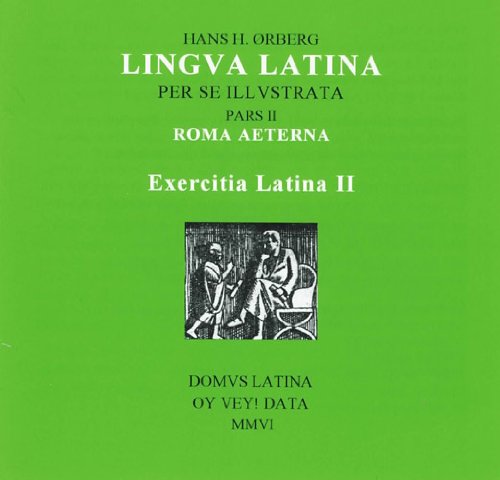 HANS H. ØRBERG
LINGVA LATINA
PER SE ILLVSTRATA
PARS II
ROMA AETERNA
Exercitia Latina II
DOMVS LATINA
OY VEY! DATA
MMVI